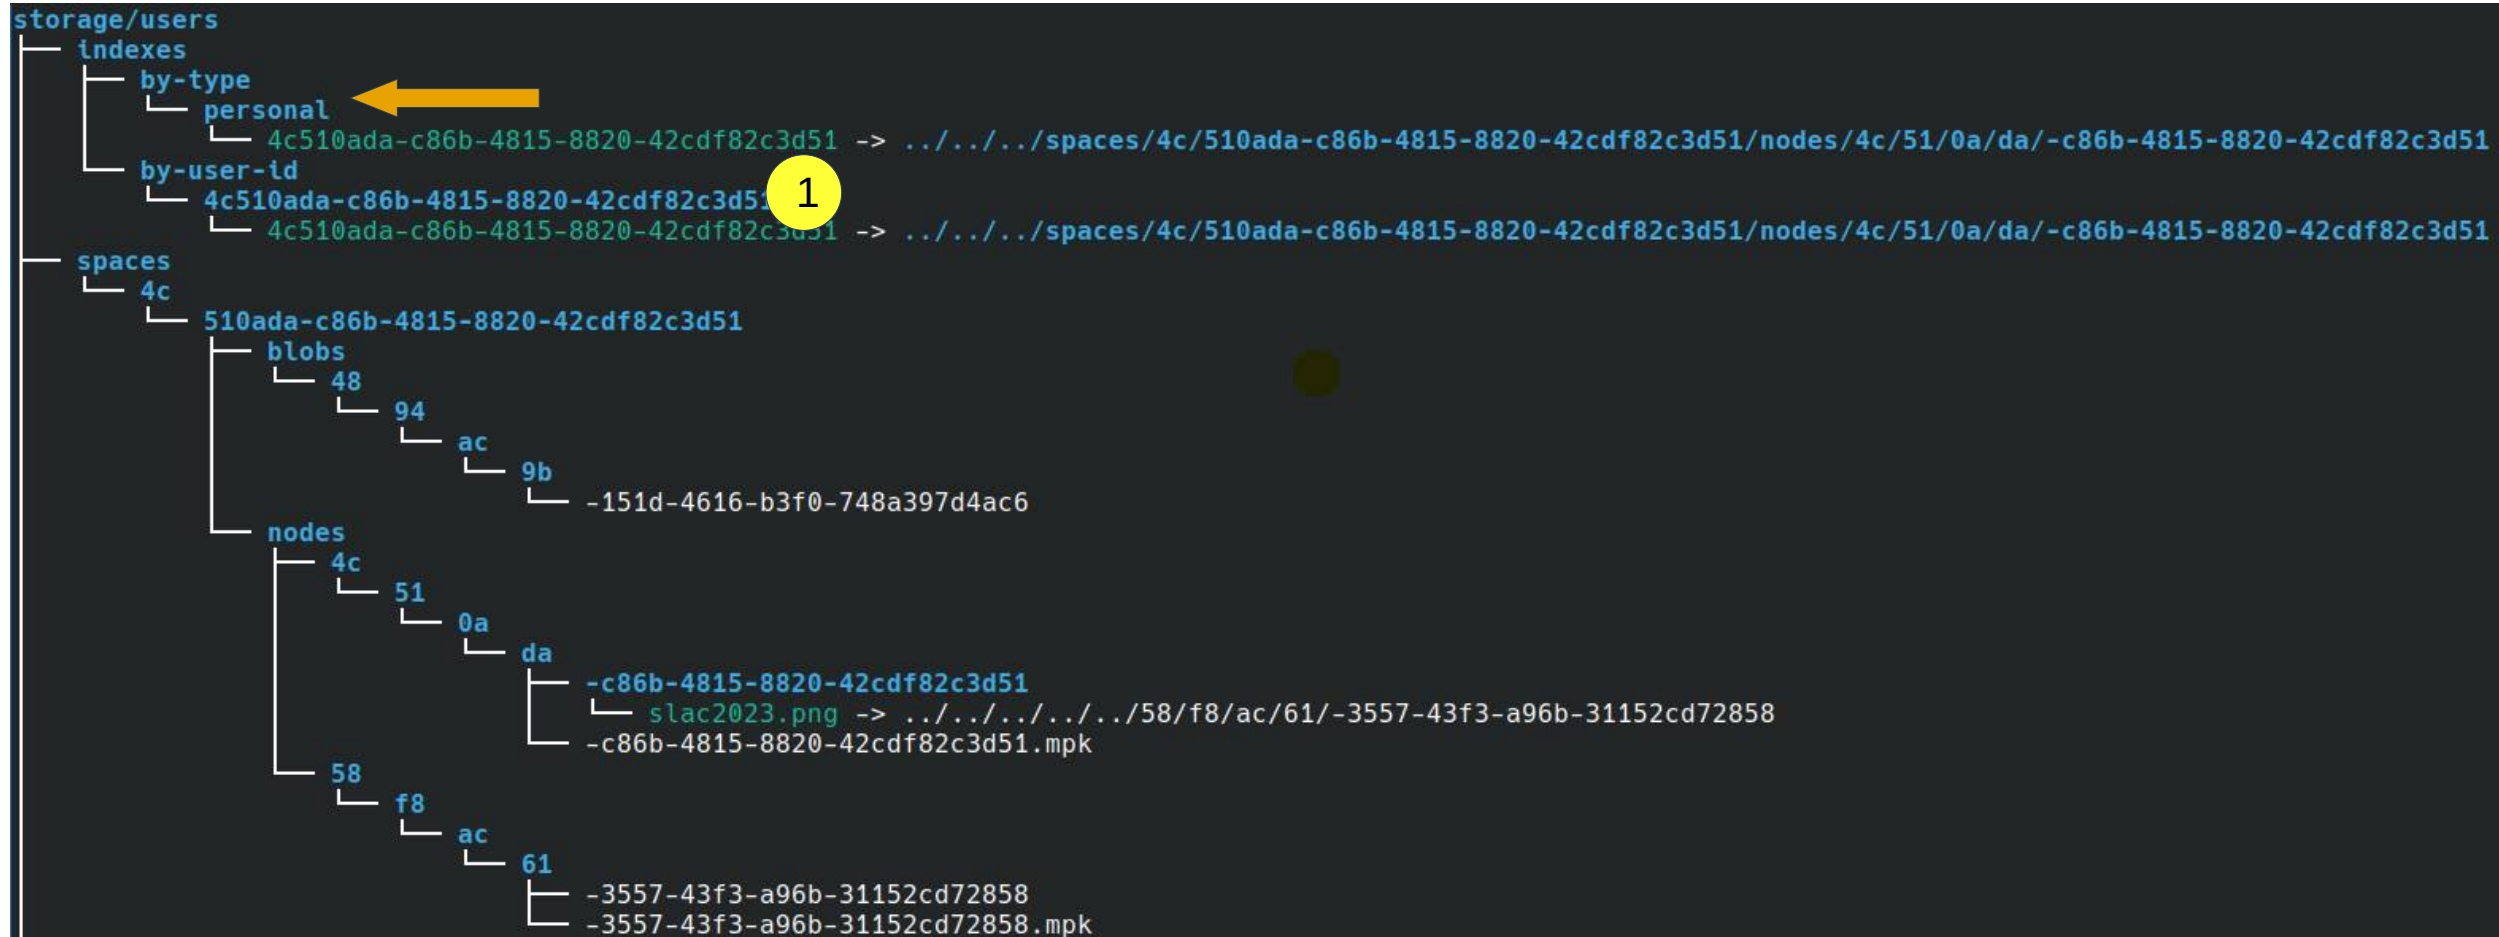 storage/users
indexes
by-type
personal
4c510ada-c86b-4815-8820-42cdf82c3d51 -> ../../../spaces/4c/510ada-c86b-4815-8820-42cdf82c3d51/nodes/4c/51/0a/da/-c86b-4815-8820-42cdf82c3d51
by-user-id
4c510ada-c86b-4815-8820-42cdf82c3d51
1
4c510ada-c86b-4815-8820-42cdf82c3d51 -> ../../../spaces/4c/510ada-c86b-4815-8820-42cdf82c3d51/nodes/4c/51/0a/da/-c86b-4815-8820-42cdf82c3d51
spaces
4c
510ada-c86b-4815-8820-42cdf82c3d51
blobs
48
94
ac
9b
-151d-4616-b3f0-748a397d4ac6
nodes
4c
51
0a
da
-c86b-4815-8820-42cdf82c3d51
slac2023.png -> ../../../../../58/f8/ac/61/-3557-43f3-a96b-31152cd72858
-c86b-4815-8820-42cdf82c3d51.mpk
58
f8
ac
61
-3557-43f3-a96b-31152cd72858
-3557-43f3-a96b-31152cd72858.mpk